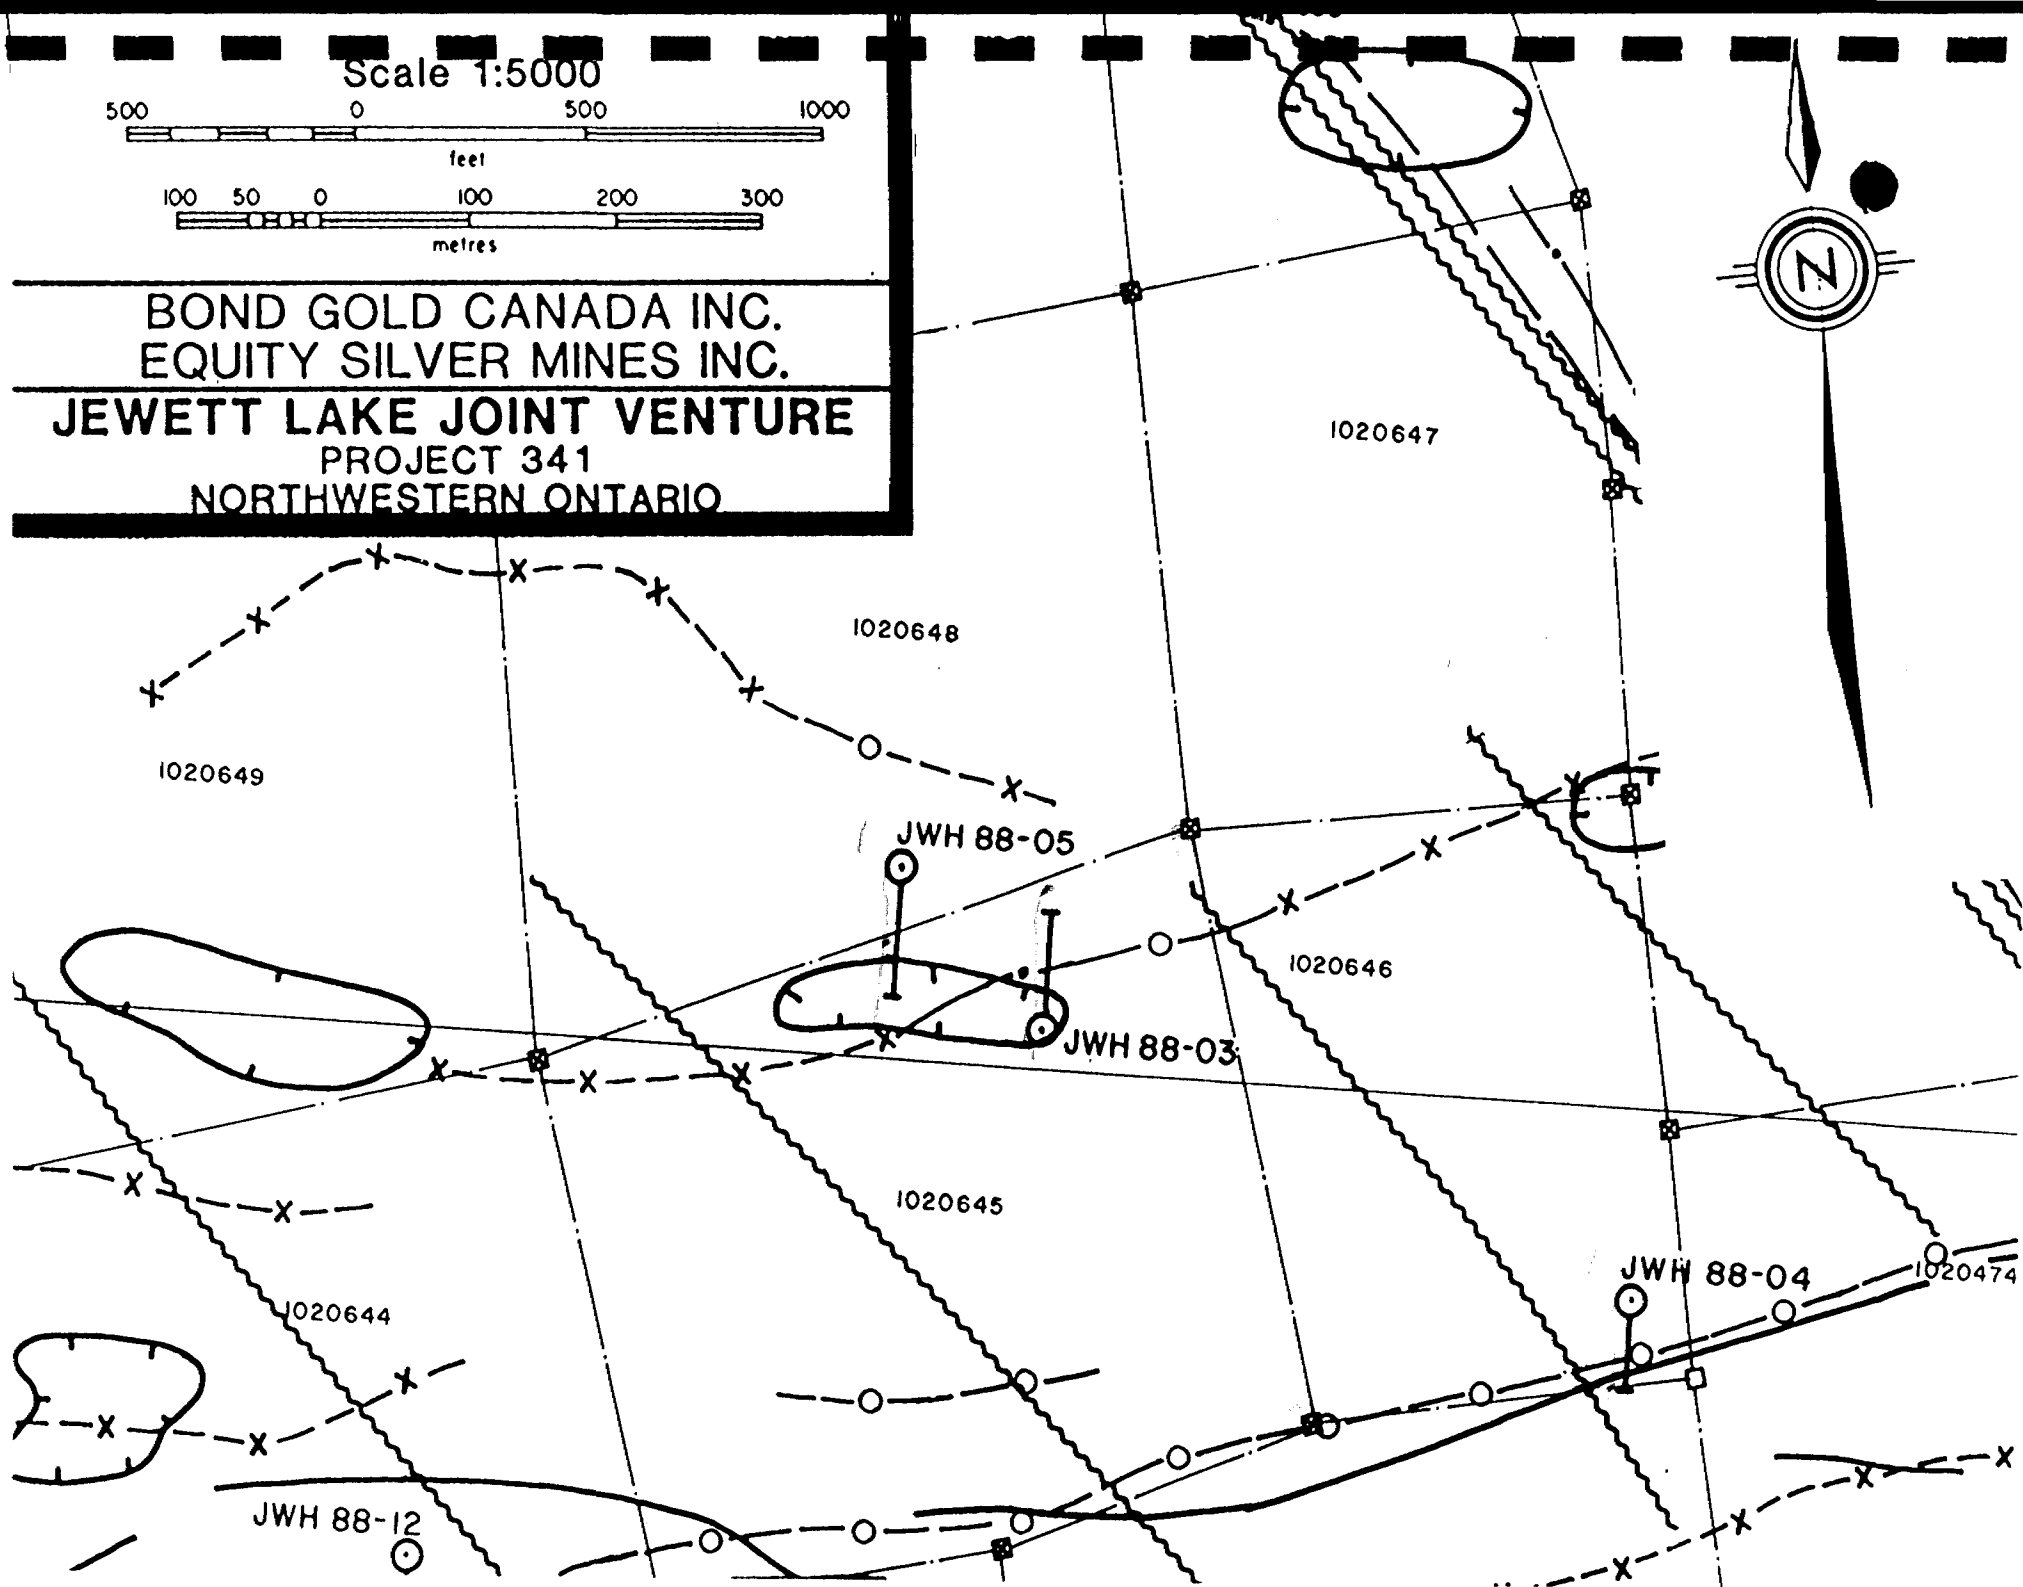 Scale 1:5000
500 0 500 1000
feet
100 50 0 100 200 300
metres
BOND GOLD CANADA INC.
EQUITY SILVER MINES INC.
JEWETT LAKE JOINT VENTURE
PROJECT 341
NORTHWESTERN ONTARIO
N
1020647
1020648
1020649
JWH 88-05
1020646
JWH 88-03
1020645
JWH 88-04
1020474
1020644
JWH 88-12